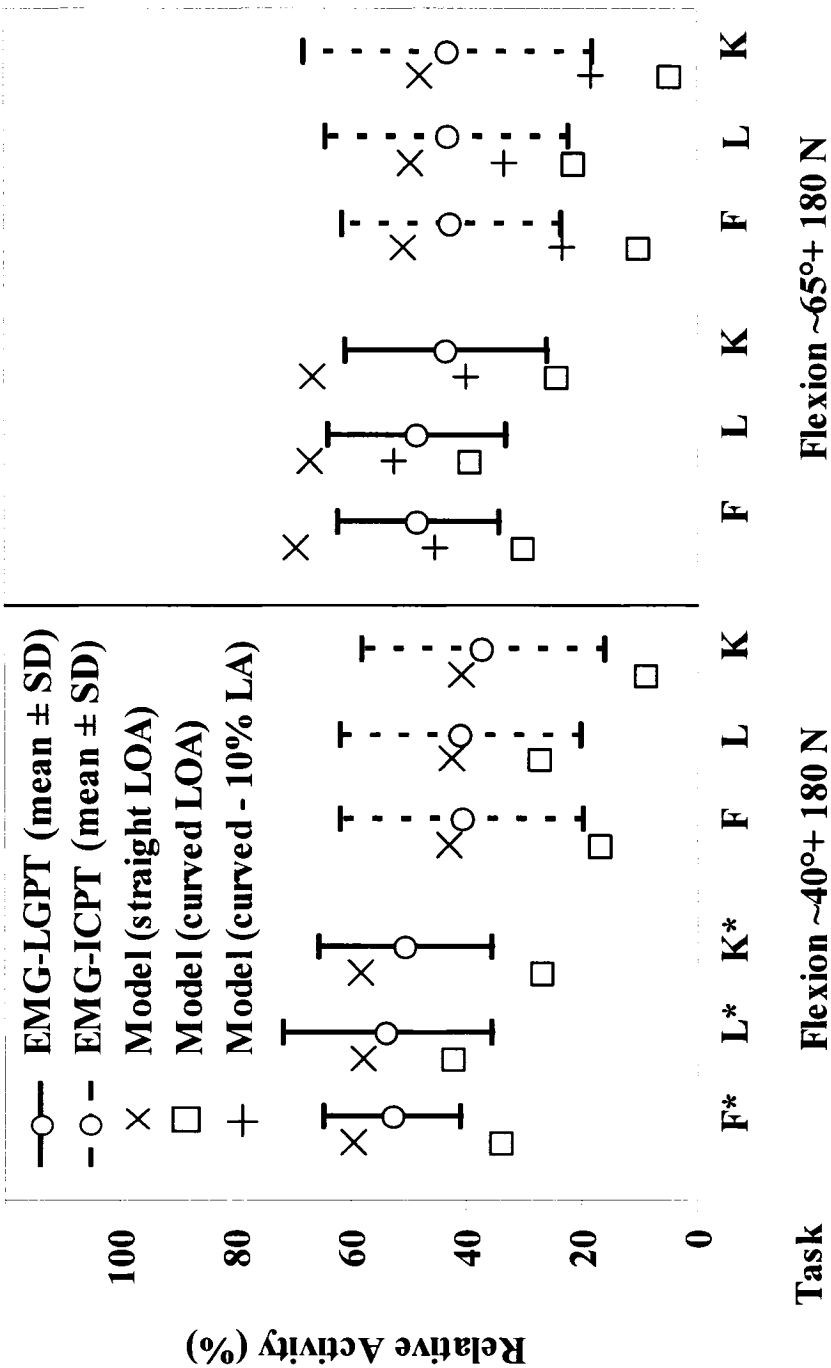 EMG-LGPT (mean ± SD)
EMG-ICPT (mean ± SD)
Model (straight LOA)
Model (curved LOA)
Model (curved - 10% LA)
Relative Activity (%)
100
80
60
40
20
0
Task
F* L* K* F L K F L K F L K
Flexion ~40°+ 180 N Flexion ~65°+ 180 N